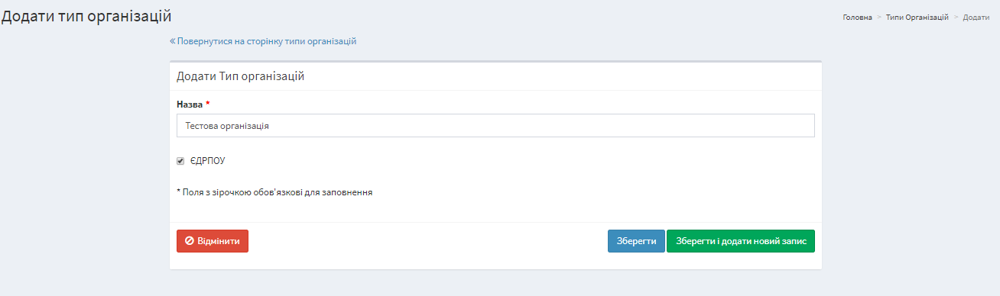 Додати тип організацій
Головна > Типи Організацій > Додати
« Повернутися на сторінку типи організацій
Додати Тип організацій
Назва *
Тестова організація
ЄДРПОУ
* Поля з зірочкою обов'язкові для заповнення
Відмінити
Зберегти
Зберегти і додати новий запис